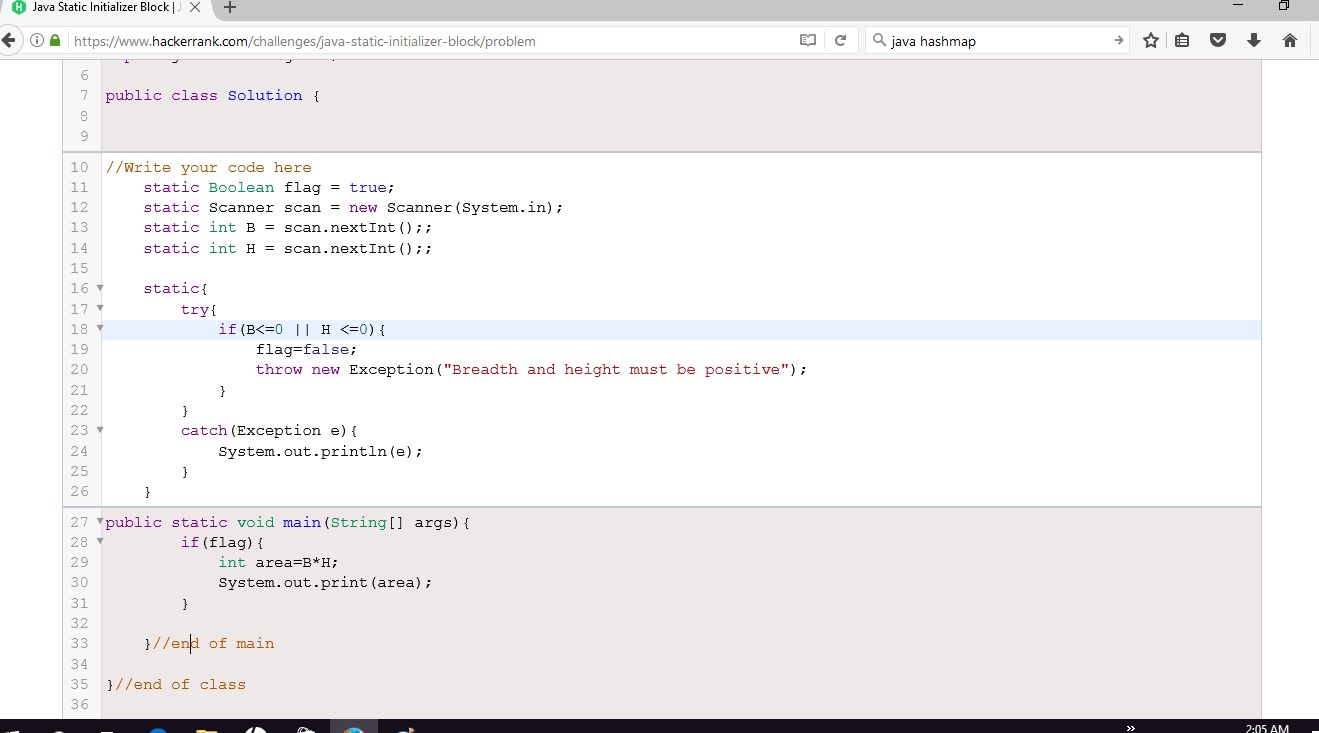 Java Static Initializer Block | J
https://www.hackerrank.com/challenges/java-static-initializer-block/problem
java hashmap
6
7 public class Solution {
8
9
10 //Write your code here
11 static Boolean flag = true;
12 static Scanner scan = new Scanner(System.in);
13 static int B = scan.nextInt();;
14 static int H = scan.nextInt();;
15
16 static{
17 try{
18 if(B<=0 || H <=0){
19 flag=false;
20 throw new Exception("Breadth and height must be positive");
21 }
22 }
23 catch(Exception e){
24 System.out.println(e);
25 }
26 }
27 public static void main(String[] args){
28 if(flag){
29 int area=B*H;
30 System.out.print(area);
31 }
32
33 }//end of main
34
35 }//end of class
36
2:05 AM